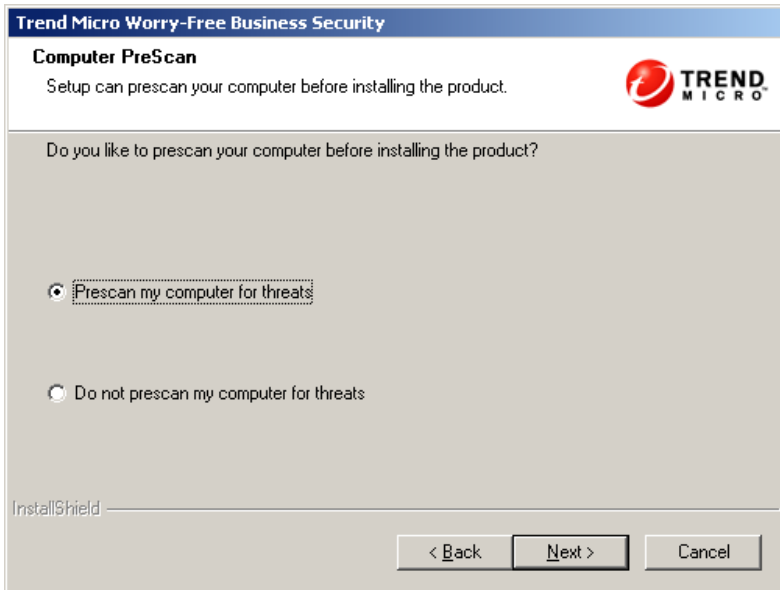 Trend Micro Worry-Free Business Security
Computer PreScan
Setup can prescan your computer before installing the product.
TREND
MICRO™
Do you like to prescan your computer before installing the product?
Prescan my computer for threats
Do not prescan my computer for threats
InstallShield
< Back
Next >
Cancel